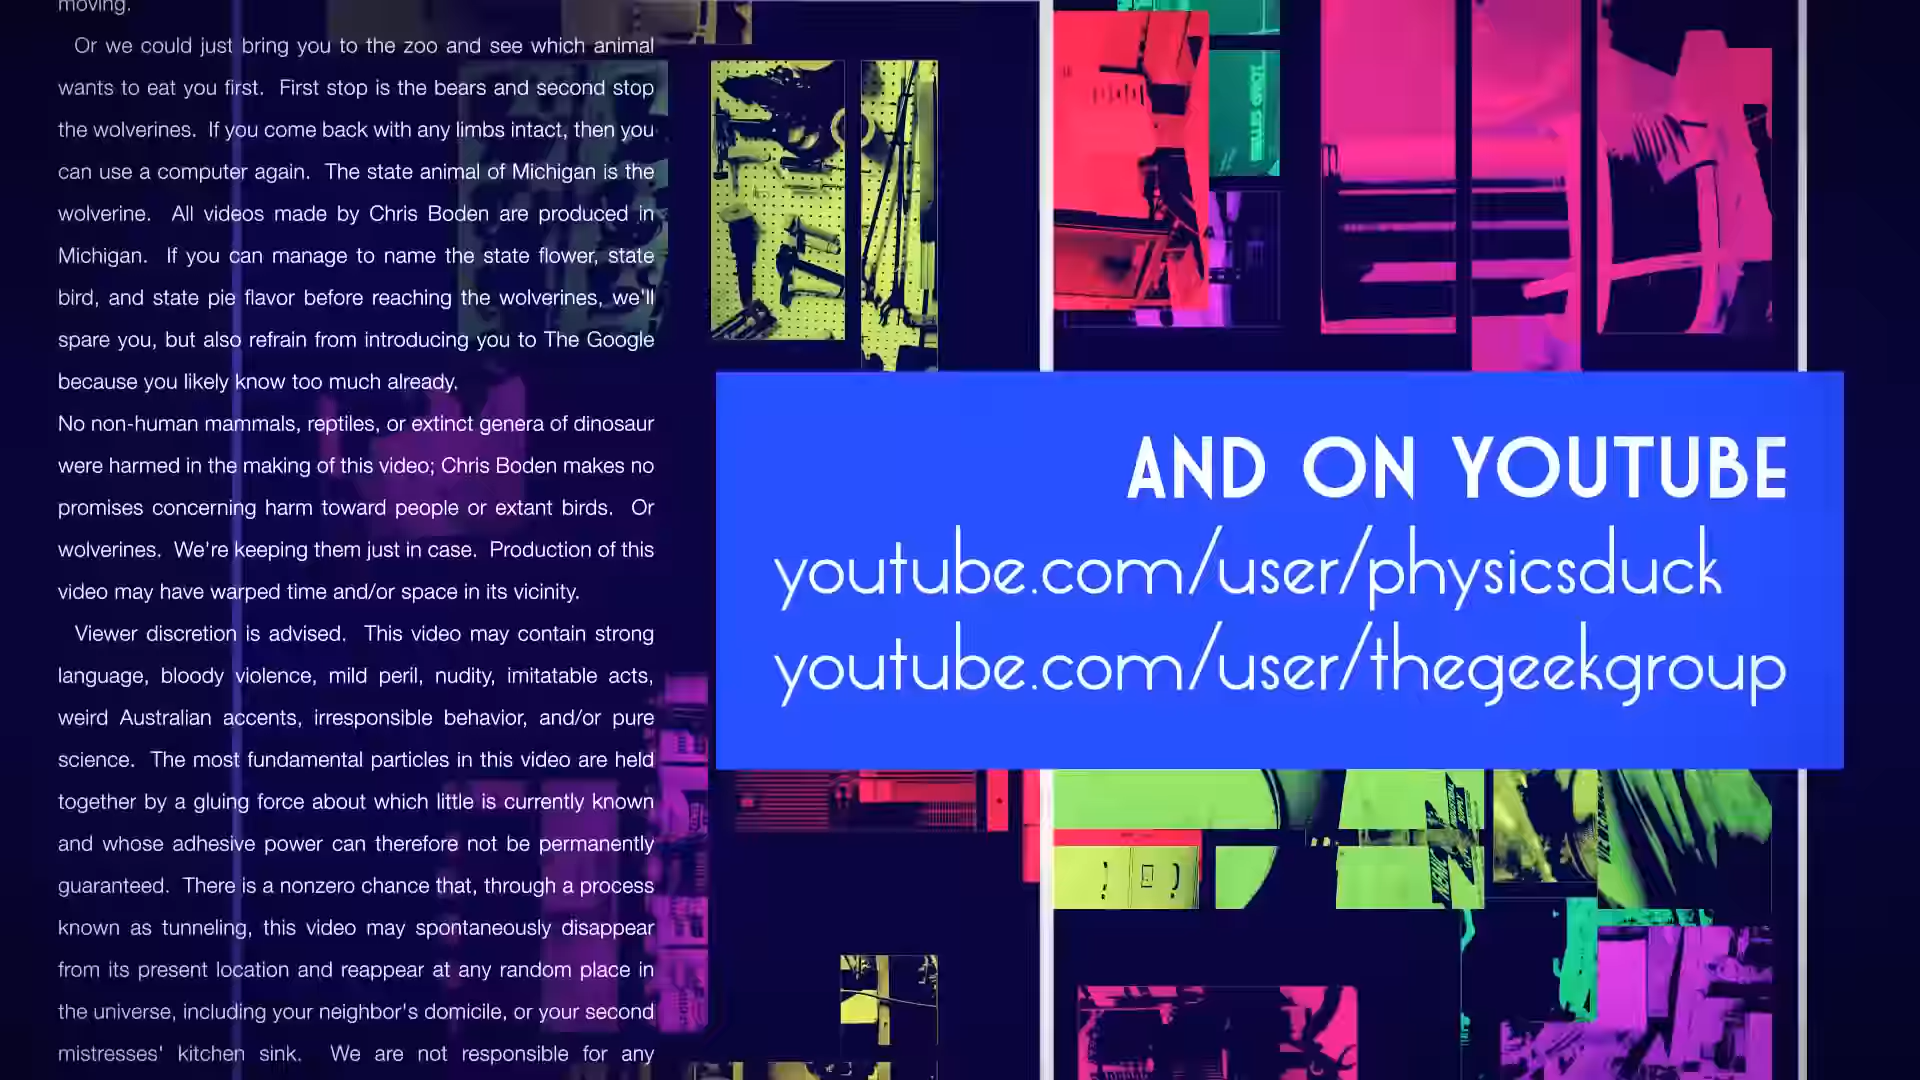 moving.
Or we could just bring you to the zoo and see which animal
wants to eat you first. First stop is the bears and second stop
the wolverines. If you come back with any limbs intact, then you
can use a computer again. The state animal of Michigan is the
wolverine. All videos made by Chris Boden are produced in
Michigan. If you can manage to name the state flower, state
bird, and state pie flavor before reaching the wolverines, we'll
spare you, but also refrain from introducing you to The Google
because you likely know too much already.
No non-human mammals, reptiles, or extinct genera of dinosaur
were harmed in the making of this video; Chris Boden makes no
promises concerning harm toward people or extant birds. Or
wolverines. We're keeping them just in case. Production of this
video may have warped time and/or space in its vicinity.
Viewer discretion is advised. This video may contain strong
language, bloody violence, mild peril, nudity, imitatable acts,
weird Australian accents, irresponsible behavior, and/or pure
science. The most fundamental particles in this video are held
together by a gluing force about which little is currently known
and whose adhesive power can therefore not be permanently
guaranteed. There is a nonzero chance that, through a process
known as tunneling, this video may spontaneously disappear
from its present location and reappear at any random place in
the universe, including your neighbor's domicile, or your second
mistresses' kitchen sink. We are not responsible for any
AND ON YOUTUBE
youtube.com/user/physicsduck
youtube.com/user/thegeekgroup